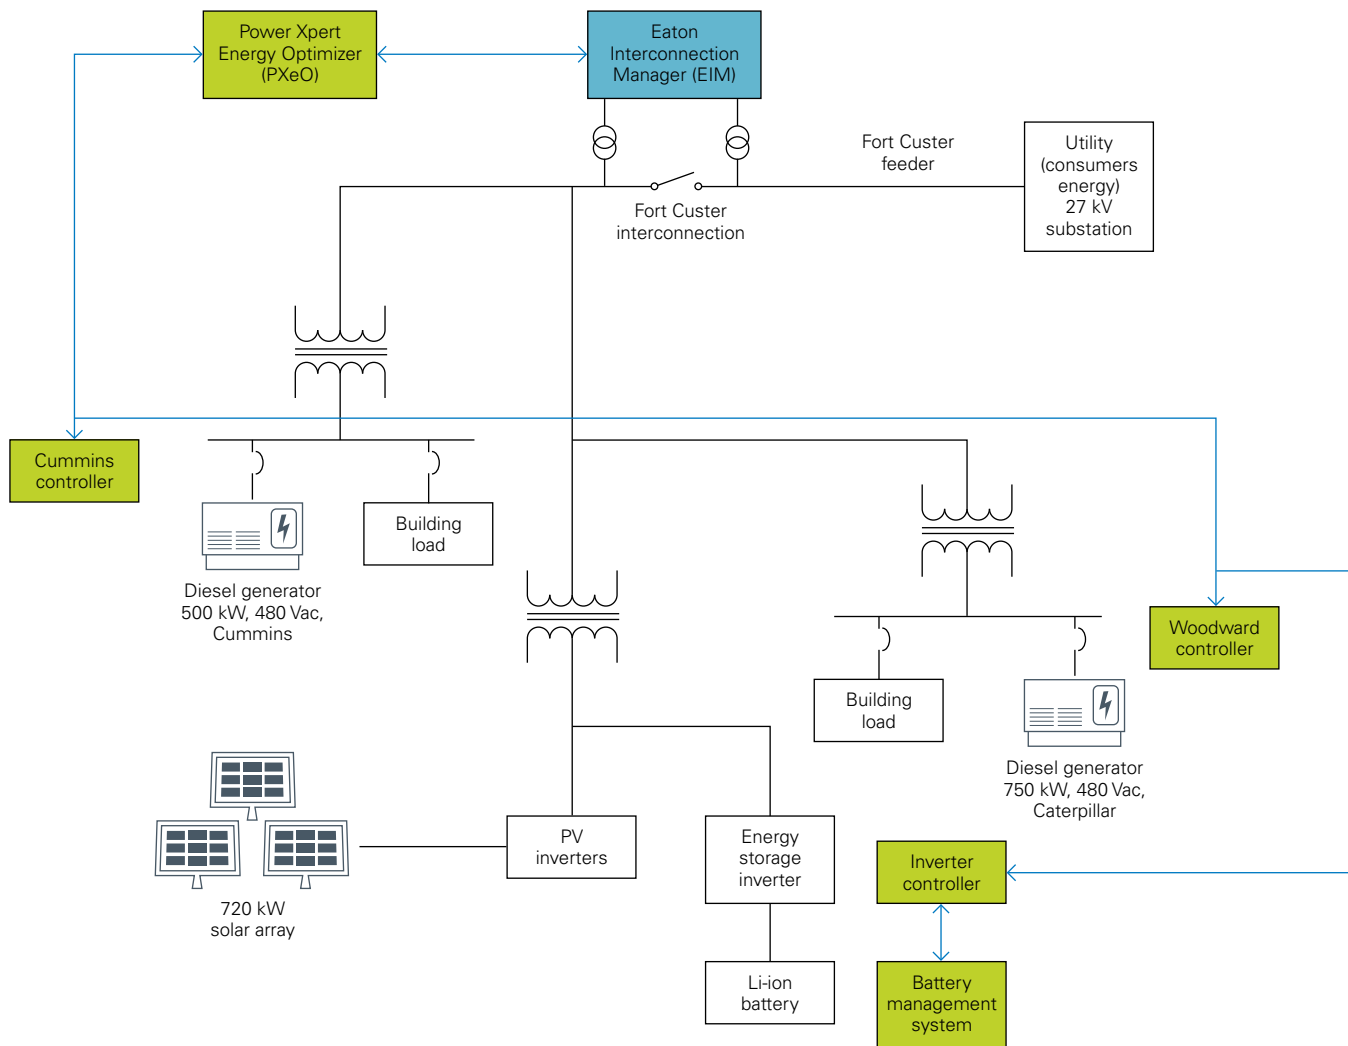 Power Xpert
Energy Optimizer
(PXeO)
Eaton
Interconnection
Manager (EIM)
Fort Custer
feeder
Utility
(consumers
energy)
27 kV
substation
Fort Custer
interconnection
Cummins
controller
Building
load
Diesel generator
500 kW, 480 Vac,
Cummins
Woodward
controller
Building
load
Diesel generator
750 kW, 480 Vac,
Caterpillar
720 kW
solar array
PV
inverters
Energy
storage
inverter
Inverter
controller
Li-ion
battery
Battery
management
system